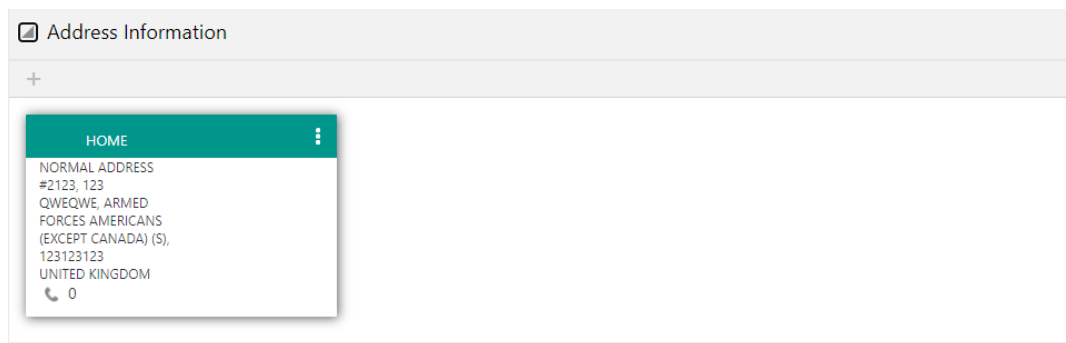 Address Information
+
HOME
NORMAL ADDRESS
#2123, 123
QWEQWE, ARMED
FORCES AMERICANS
(EXCEPT CANADA) (S),
123123123
UNITED KINGDOM
0